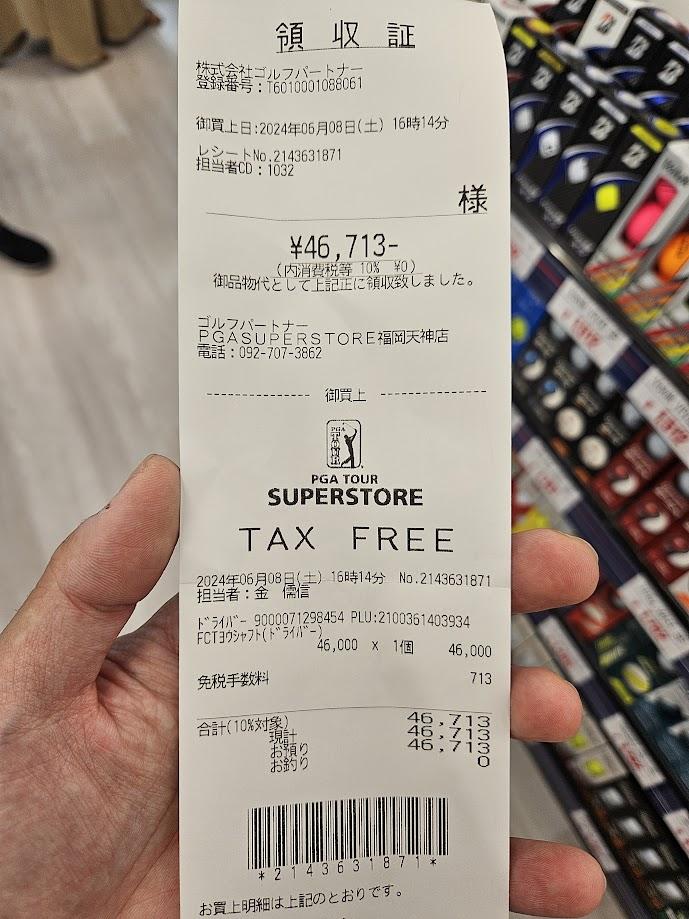 領収証
株式会社ゴルフパートナー
登録番号：T6010001088061
御買上日:2024年06月08日(土) 16時14分
レシートNo.2143631871
担当者CD：1032
様
¥46,713-
(内消費税等 10% ¥0)
御品物代として上記正に領収致しました。
ゴルフパートナー
ＰＧＡＳＵＰＥＲＳＴＯＲＥ福岡天神店
電話：092-707-3862
御買上
PGA TOUR
PGA TOUR
SUPERSTORE
TAX FREE
2024年06月08日(土) 16時14分 No.2143631871
担当者：金 儒信
ﾄﾞﾗｲﾊﾞｰ 9000071298454 PLU:2100361403934
FCTﾖｳｼｬﾌﾄ(ﾄﾞﾗｲﾊﾞｰ)
46,000 × 1個 46,000
免税手数料 713
合計(10%対象) 46,713
現計 46,713
お預り 46,713
お釣り 0
*2143631871*
お買上明細は上記のとおりです。